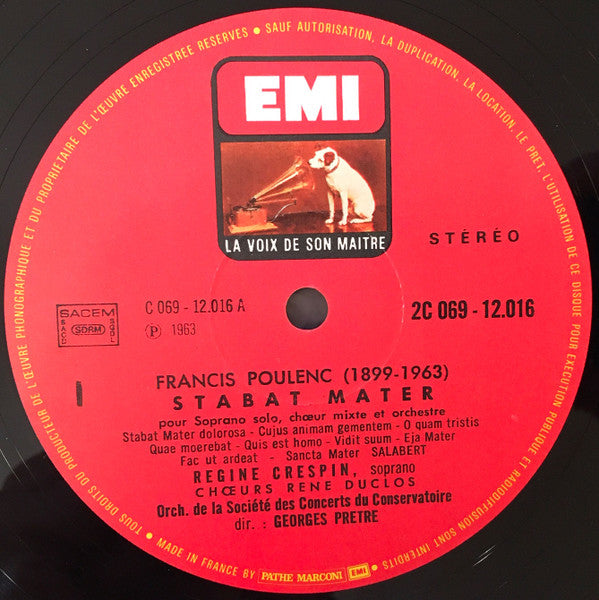 TOUS DROITS DU PRODUCTEUR DE L'ŒUVRE PHONOGRAPHIQUE ET DU PROPRIETAIRE DE L'ŒUVRE ENREGISTREE RESERVES ● SAUF AUTORISATION, LA DUPLICATION, LA LOCATION, LE PRET, L'UTILISATION DE CE DISQUE POUR EXECUTION PUBLIQUE ET RADIODIFFUSION SONT INTERDITS ●
EMI
LA VOIX DE SON MAITRE
STÉRÉO
SACEM
SACD SDRM SGDL
C 069 - 12.016 A
Ⓟ 1963
2C 069 - 12.016
1
FRANCIS POULENC (1899-1963)
STABAT MATER
pour Soprano solo, chœur mixte et orchestre
Stabat Mater dolorosa - Cujus animam gementem - O quam tristis
Quae moerebat - Quis est homo - Vidit suum - Eja Mater
Fac ut ardeat - Sancta Mater SALABERT
REGINE CRESPIN, soprano
CHŒURS RENE DUCLOS
Orch. de la Société des Concerts du Conservatoire
dir. : GEORGES PRETRE
MADE IN FRANCE BY PATHE MARCONI EMI